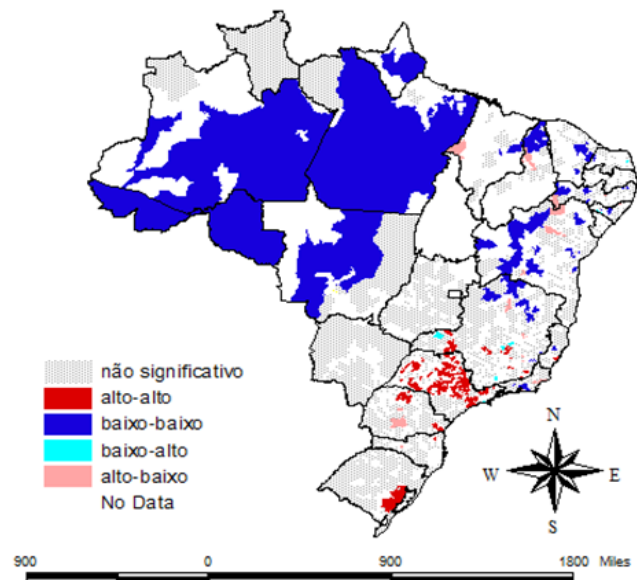 não significativo
alto-alto
baixo-baixo
baixo-alto
alto-baixo
No Data
N
W E
S
900 0 900 1800 Miles